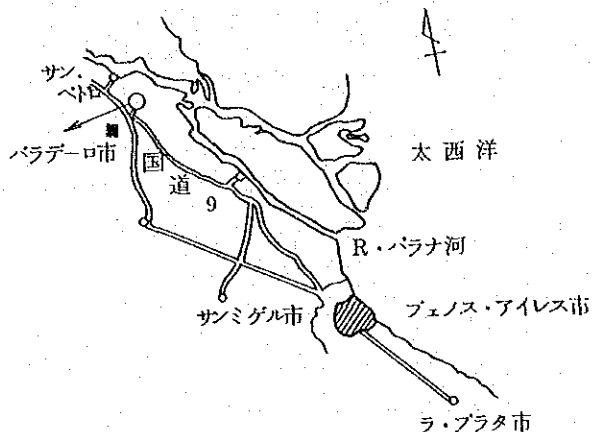 サン・
ペトロ
バラデーロ市
国道9
太西洋
R・パラナ河
サンミゲル市
ブェノス・アイレス市
ラ・プラタ市